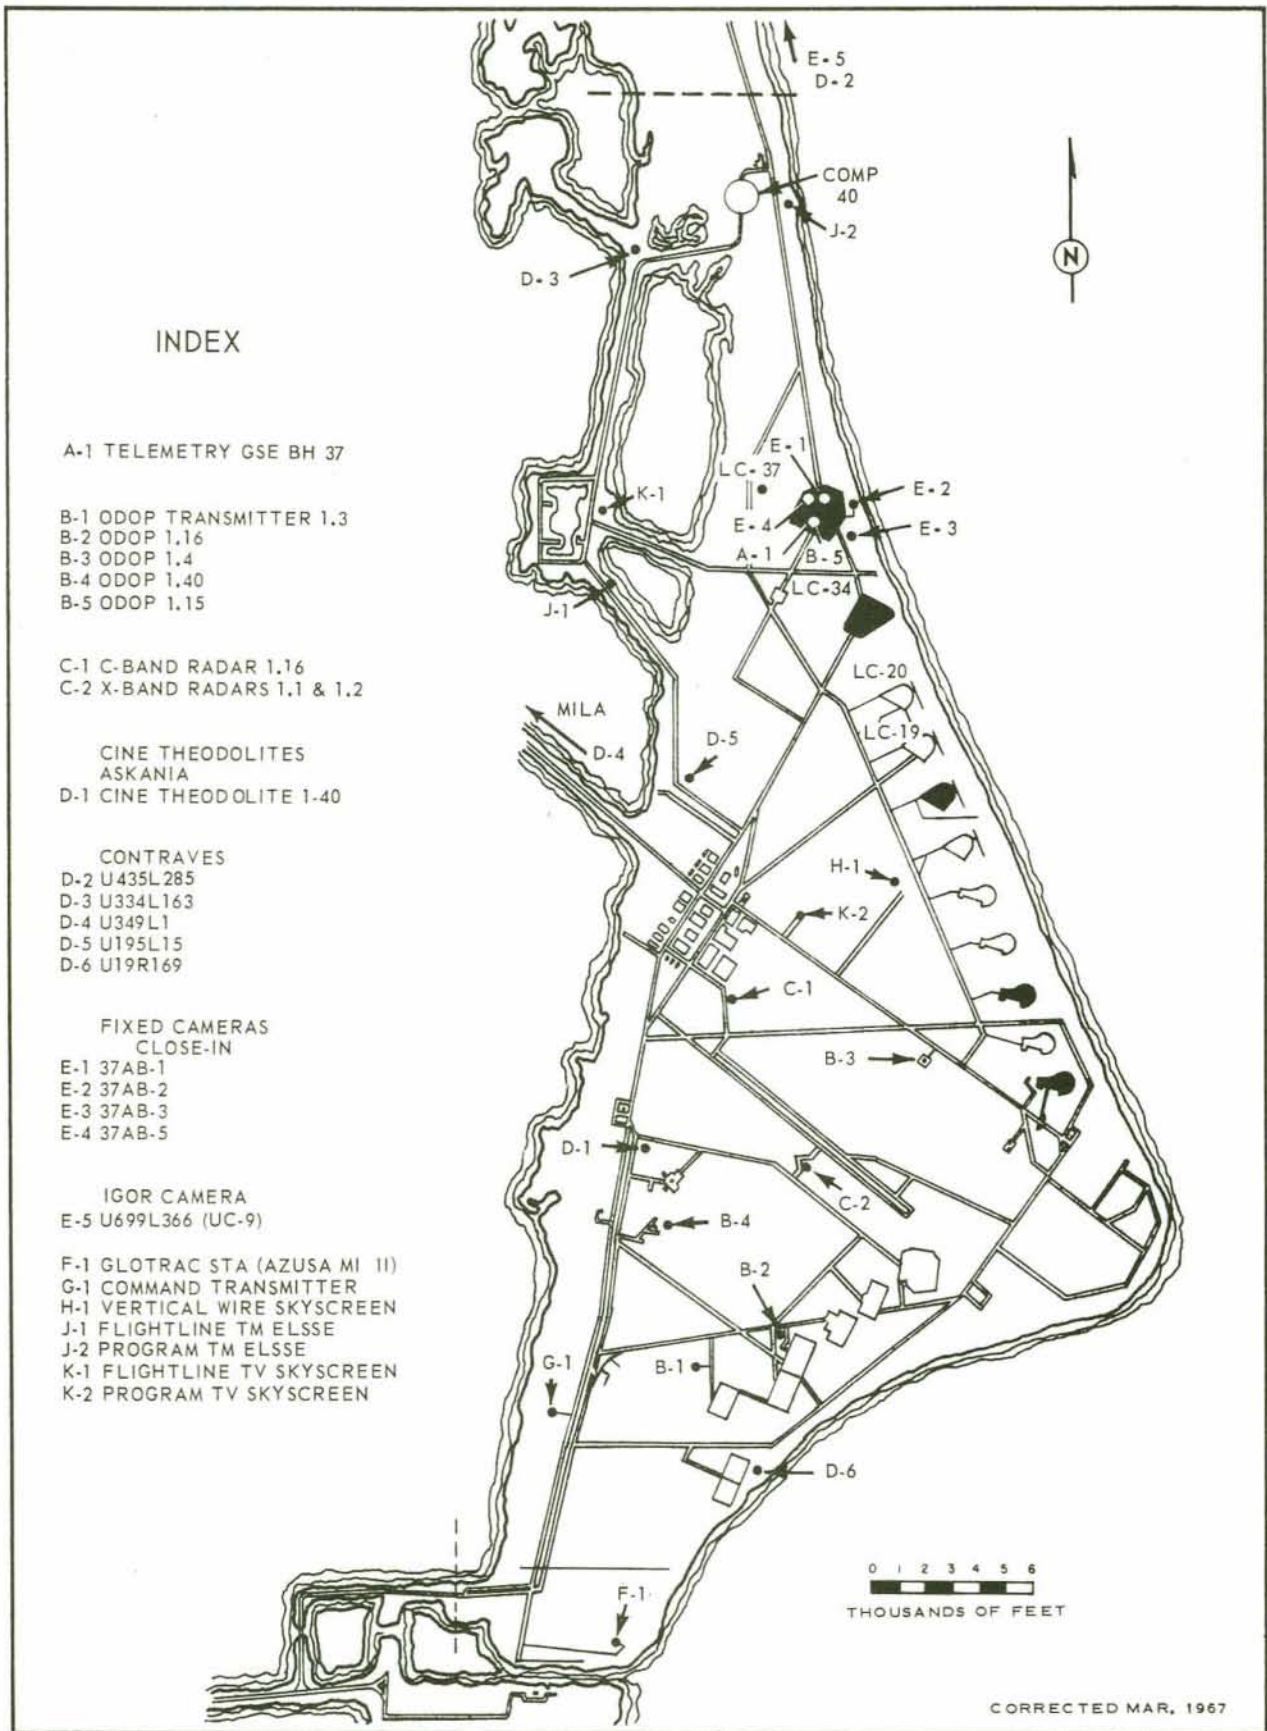 E-5
D-2
COMP
40
J-2
N
D-3
INDEX
A-1 TELEMETRY GSE BH 37
B-1 ODOP TRANSMITTER 1.3
B-2 ODOP 1.16
B-3 ODOP 1.4
B-4 ODOP 1.40
B-5 ODOP 1.15
C-1 C-BAND RADAR 1.16
C-2 X-BAND RADARS 1.1 & 1.2
CINE THEODOLITES
ASKANIA
D-1 CINE THEODOLITE 1-40
CONTRAVES
D-2 U435L285
D-3 U334L163
D-4 U349L1
D-5 U195L15
D-6 U19R169
FIXED CAMERAS
CLOSE-IN
E-1 37AB-1
E-2 37AB-2
E-3 37AB-3
E-4 37AB-5
IGOR CAMERA
E-5 U699L366 (UC-9)
F-1 GLOTRAC STA (AZUSA MI II)
G-1 COMMAND TRANSMITTER
H-1 VERTICAL WIRE SKYSCREEN
J-1 FLIGHTLINE TM ELSSE
J-2 PROGRAM TM ELSSE
K-1 FLIGHTLINE TV SKYSCREEN
K-2 PROGRAM TV SKYSCREEN
E-1
LC-37
K-1
E-2
E-4
E-3
A-1
B-5
LC-34
J-1
LC-20
MILA
LC-19
D-4
D-5
H-1
K-2
C-1
B-3
D-1
C-2
B-4
B-2
G-1
B-1
D-6
F-1
0 1 2 3 4 5 6
THOUSANDS OF FEET
CORRECTED MAR, 1967